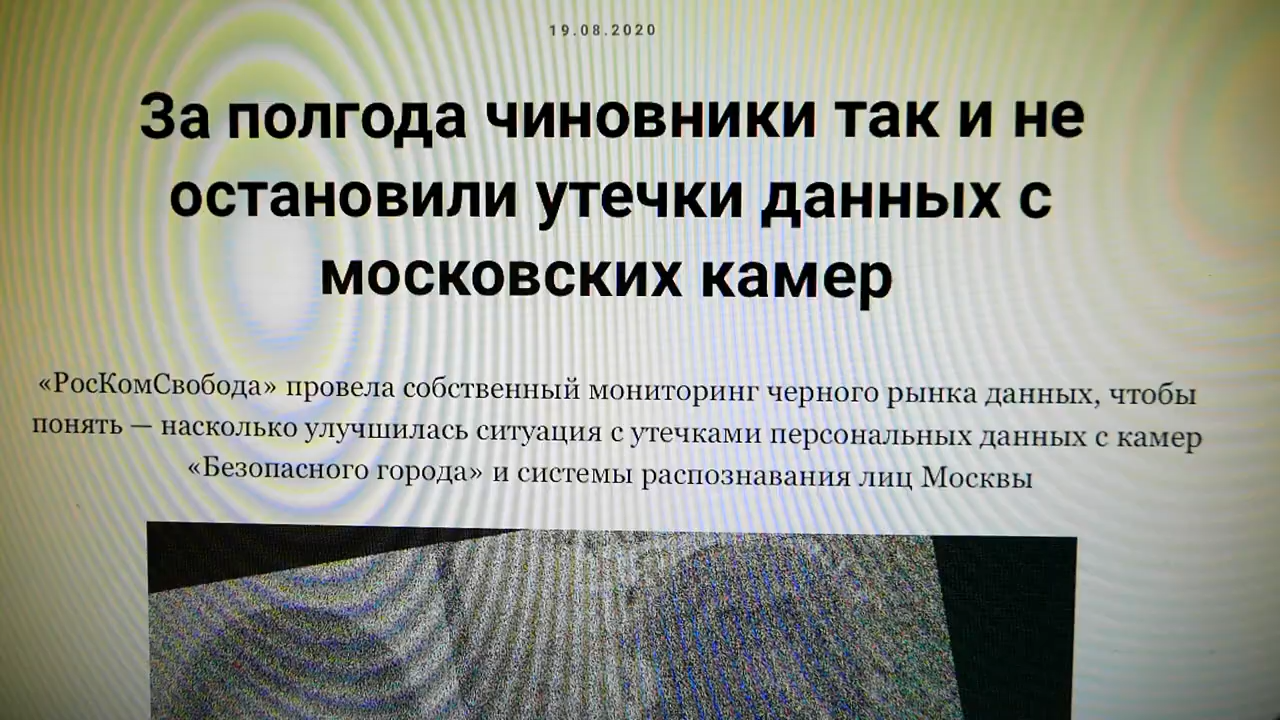 19.08.2020
За полгода чиновники так и не
остановили утечки данных с
московских камер
«РосКомСвобода» провела собственный мониторинг черного рынка данных, чтобы
понять — насколько улучшилась ситуация с утечками персональных данных с камер
«Безопасного города» и системы распознавания лиц Москвы